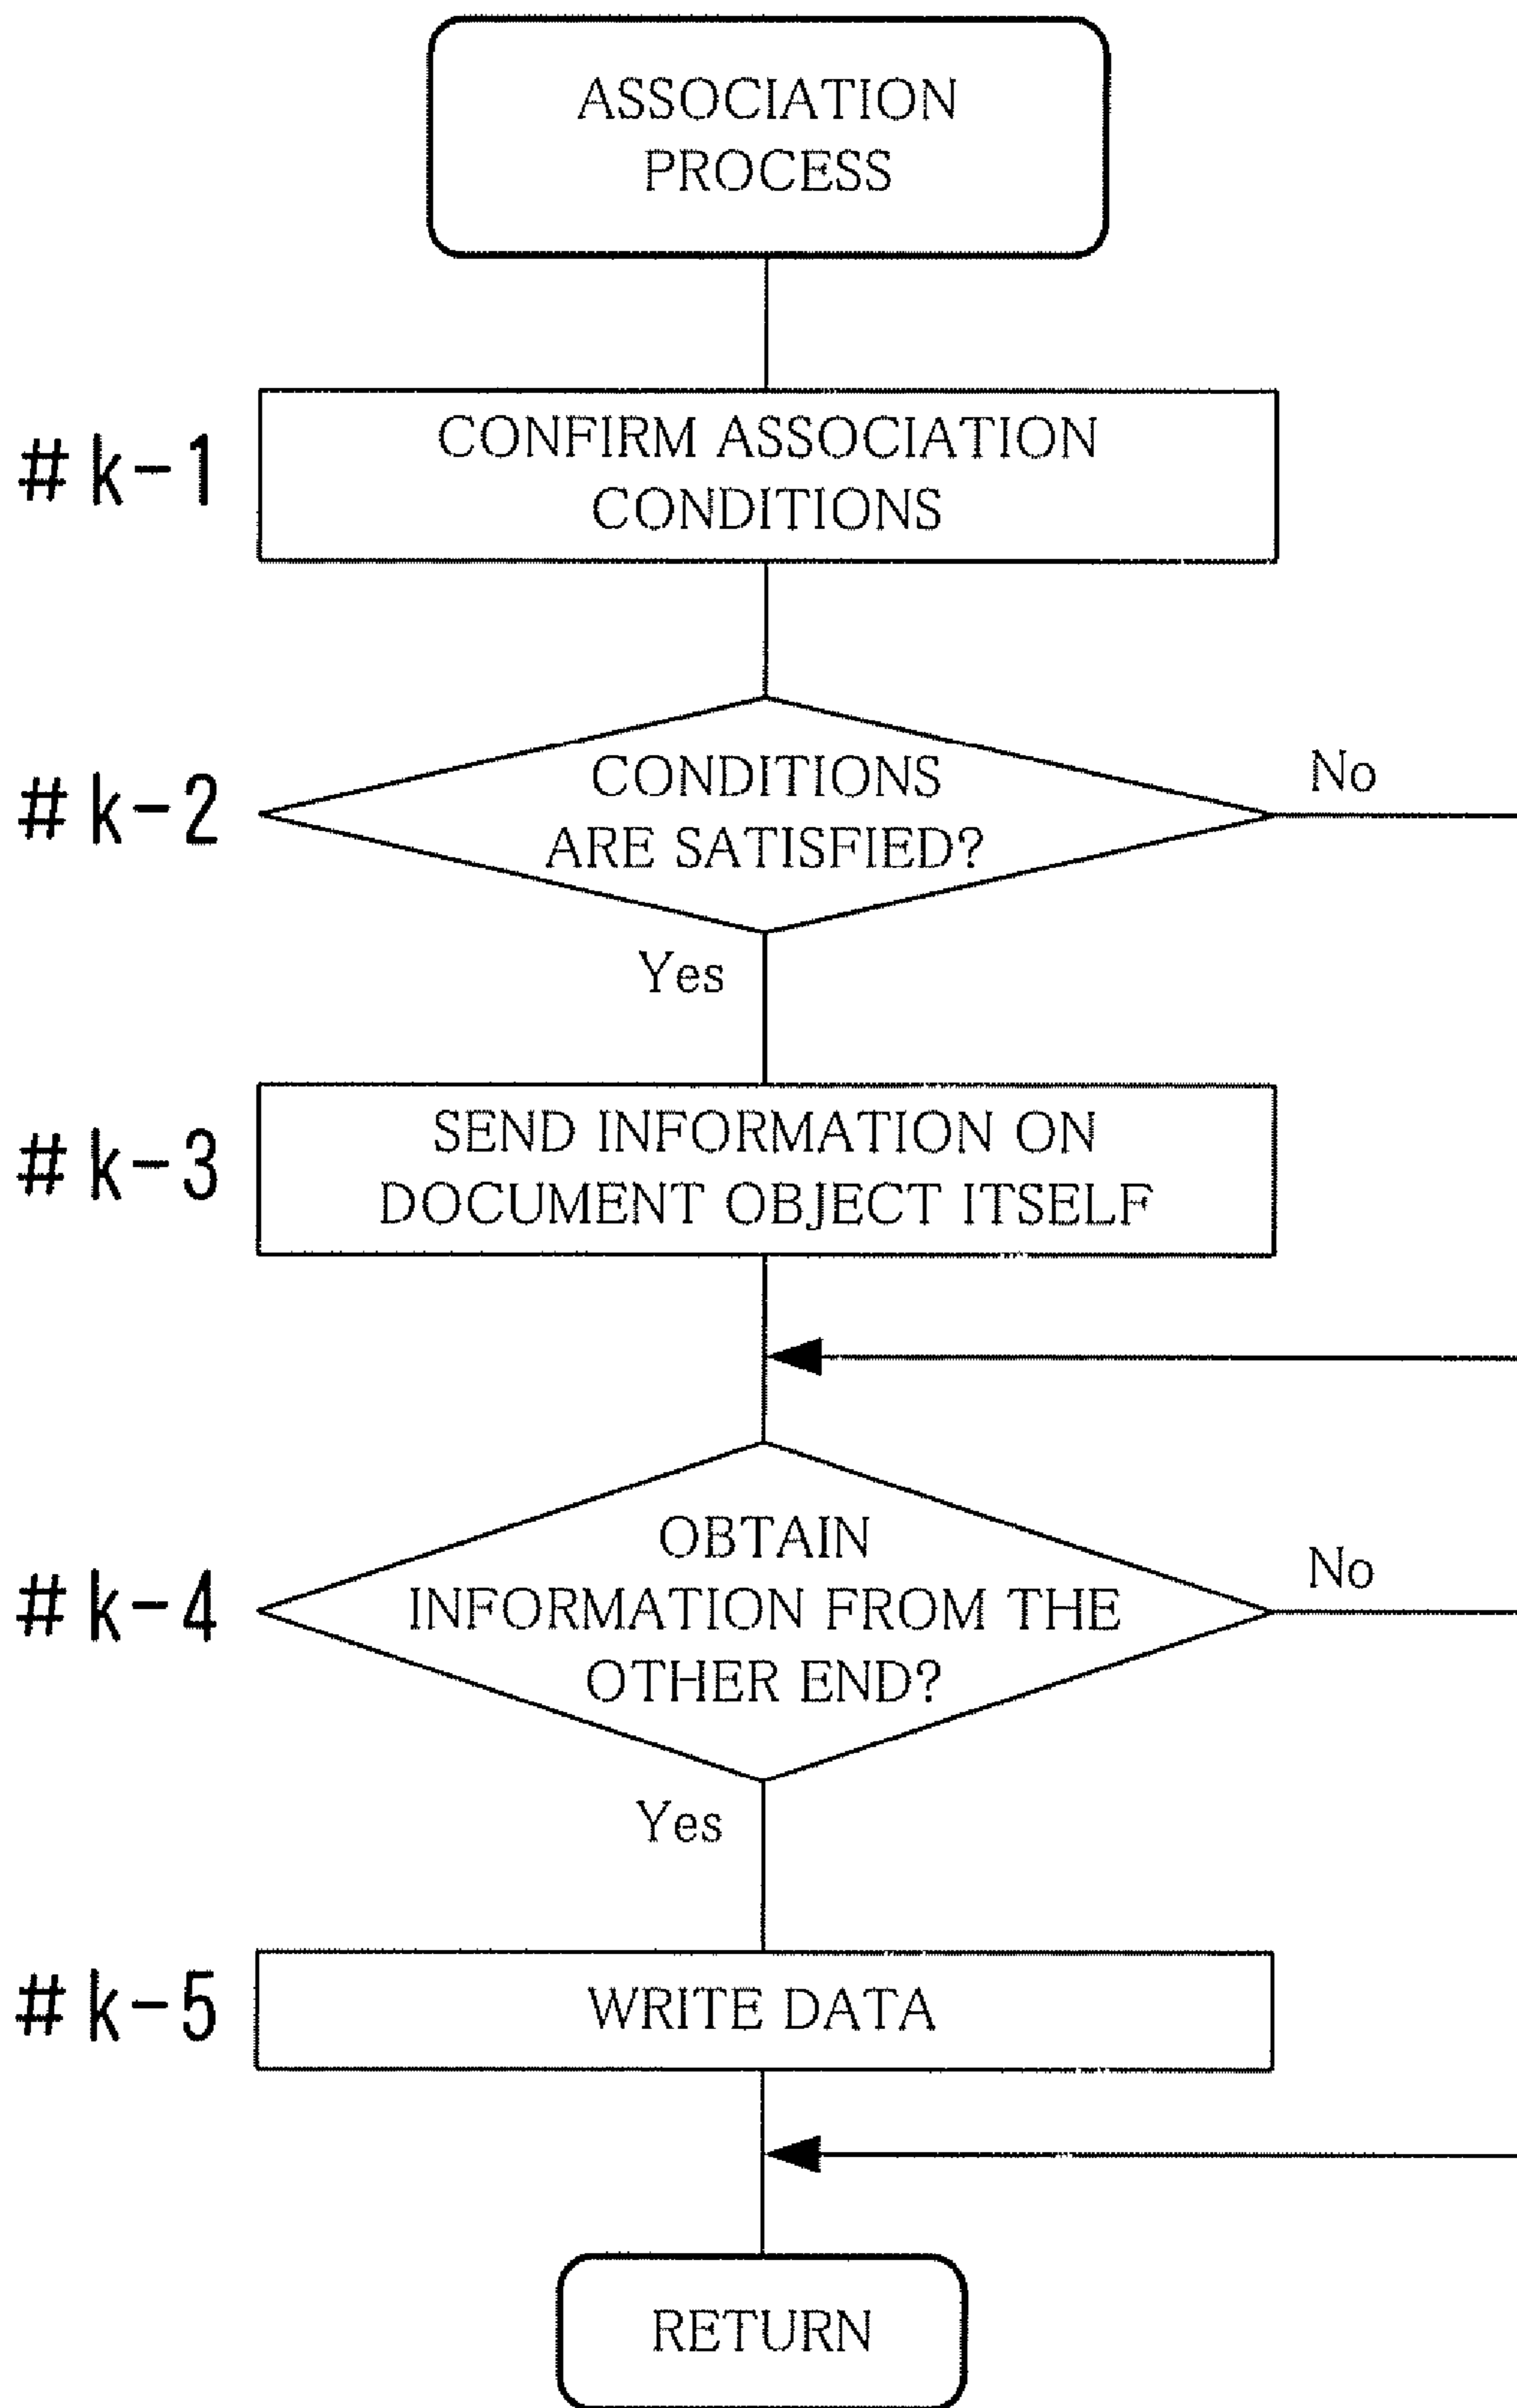 ASSOCIATION
PROCESS
# k-1
CONFIRM ASSOCIATION
CONDITIONS
# k-2
CONDITIONS
ARE SATISFIED?
No
Yes
# k-3
SEND INFORMATION ON
DOCUMENT OBJECT ITSELF
# k-4
OBTAIN
INFORMATION FROM THE
OTHER END?
No
Yes
# k-5
WRITE DATA
RETURN